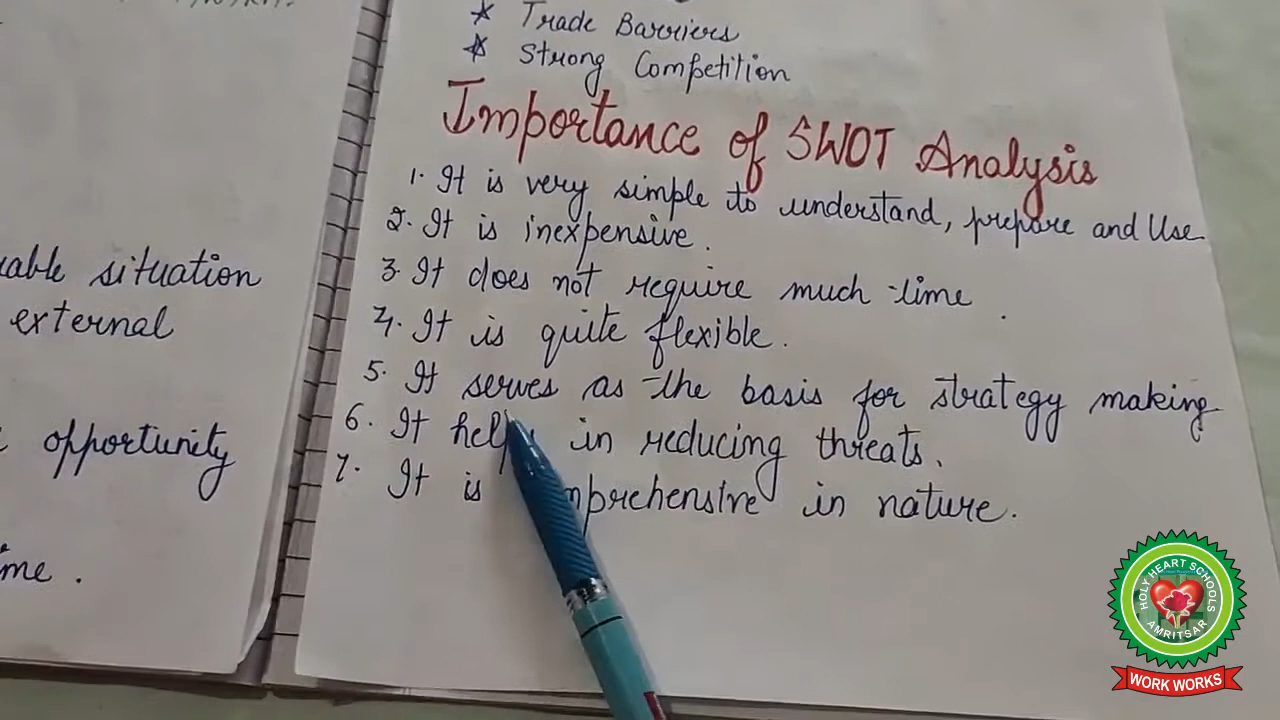 able situation
external
opportunity
me.
* Trade Barriers
* Strong Competition
Importance of SWOT Analysis
1. It is very simple to understand, prepare and Use.
2. It is inexpensive.
3. It does not require much time.
4. It is quite flexible.
5. It serves as the basis for strategy making
6. It help in reducing threats.
7. It is mprehensive in nature.
HOLY HEART SCHOOLS
AMRITSAR
WORK WORKS